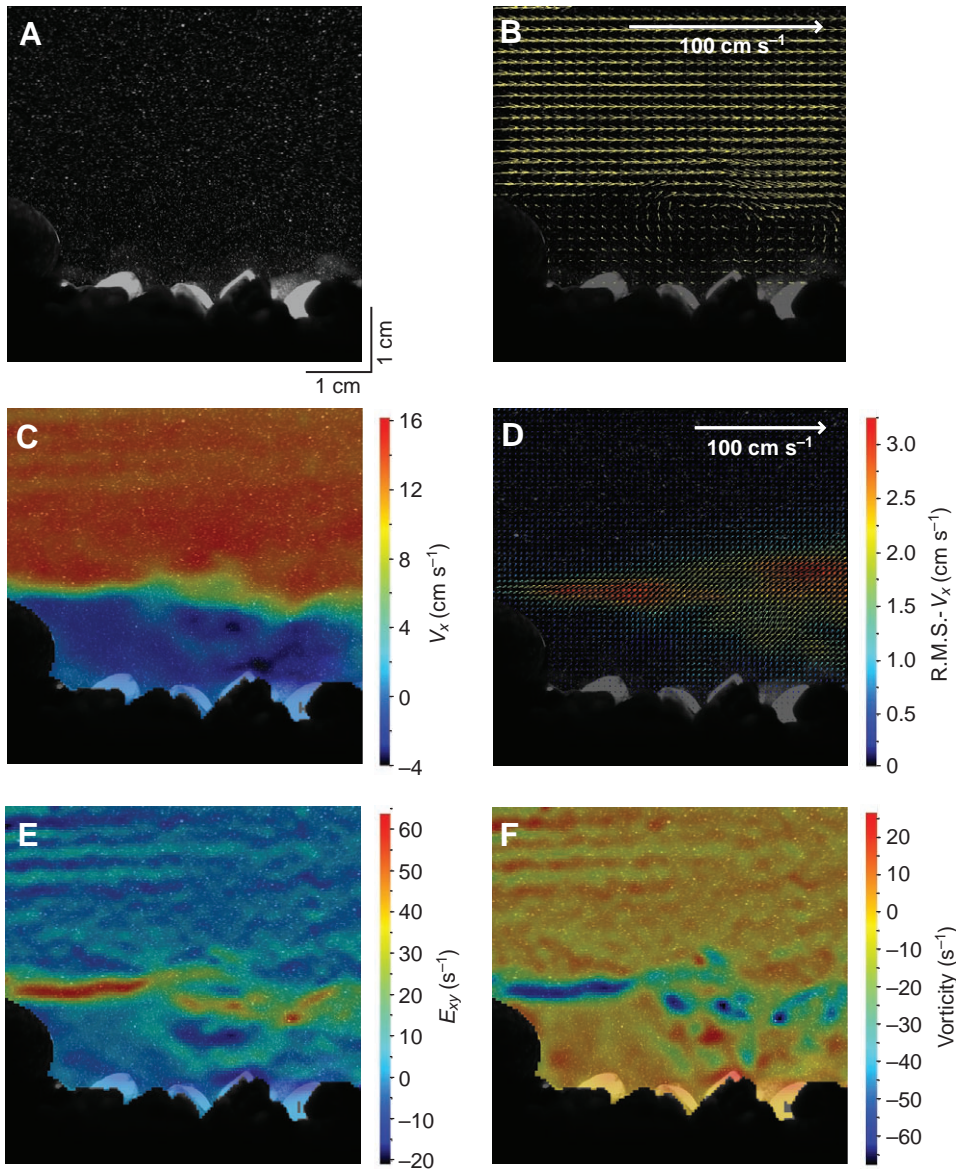 A
B
100 cm s–1
1 cm
1 cm
C
16
12
8
4
0
–4
Vx (cm s–1)
D
100 cm s–1
3.0
2.5
2.0
1.5
1.0
0.5
0
R.M.S.- Vx (cm s–1)
E
60
50
40
30
20
10
0
–10
–20
Exy (s–1)
F
20
10
0
–10
–20
–30
–40
–50
–60
Vorticity (s–1)